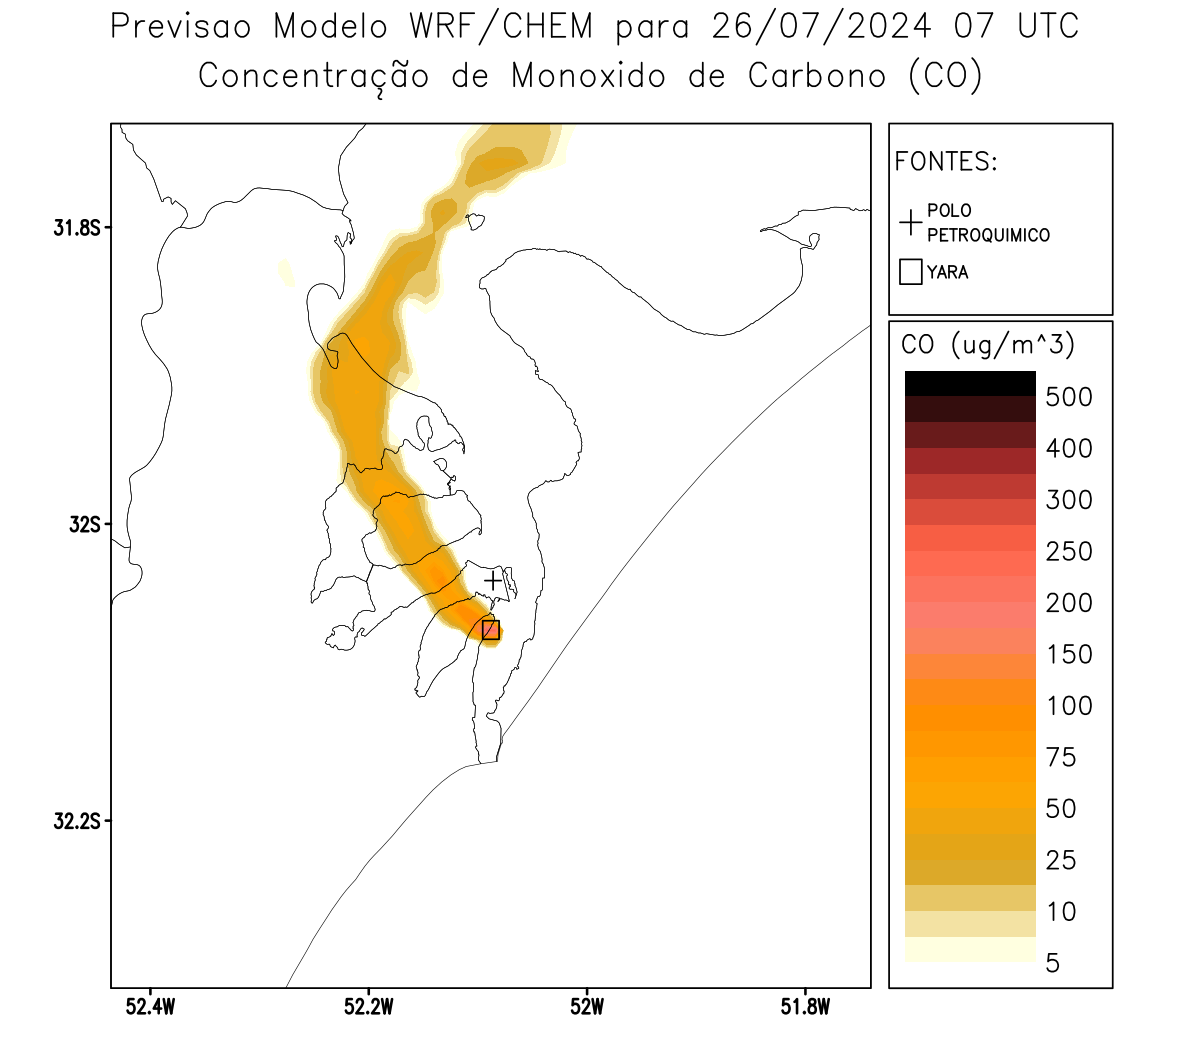 Previsao Modelo WRF/CHEM para 26/07/2024 07 UTC
Concentração de Monoxido de Carbono (CO)
FONTES:
POLO
PETROQUIMICO
YARA
CO (ug/m^3)
500
400
300
250
200
150
100
75
50
25
10
5
31.8S
32S
32.2S
52.4W
52.2W
52W
51.8W